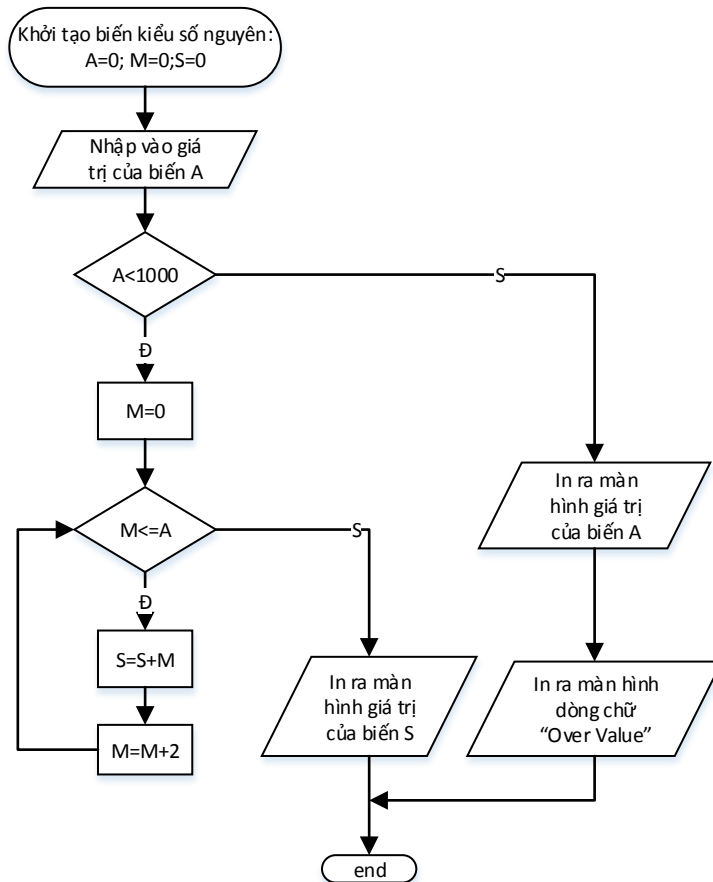 Khởi tạo biến kiểu số nguyên:
A=0; M=0;S=0
Nhập vào giá
trị của biến A
A<1000
S
Đ
M=0
M<=A
S
Đ
S=S+M
M=M+2
In ra màn
hình giá trị
của biến S
In ra màn
hình giá trị
của biến A
In ra màn hình
dòng chữ
“Over Value”
end